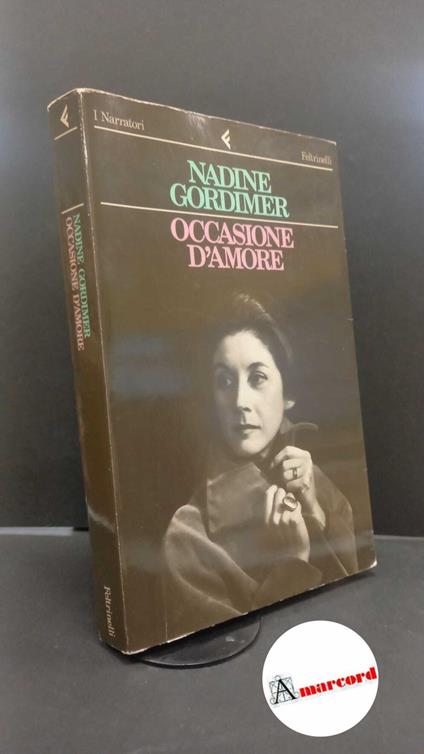 I Narratori
Feltrinelli
NADINE
GORDIMER
OCCASIONE
D'AMORE
NADINE GORDIMER
OCCASIONE D'AMORE
Feltrinelli
Amarcord